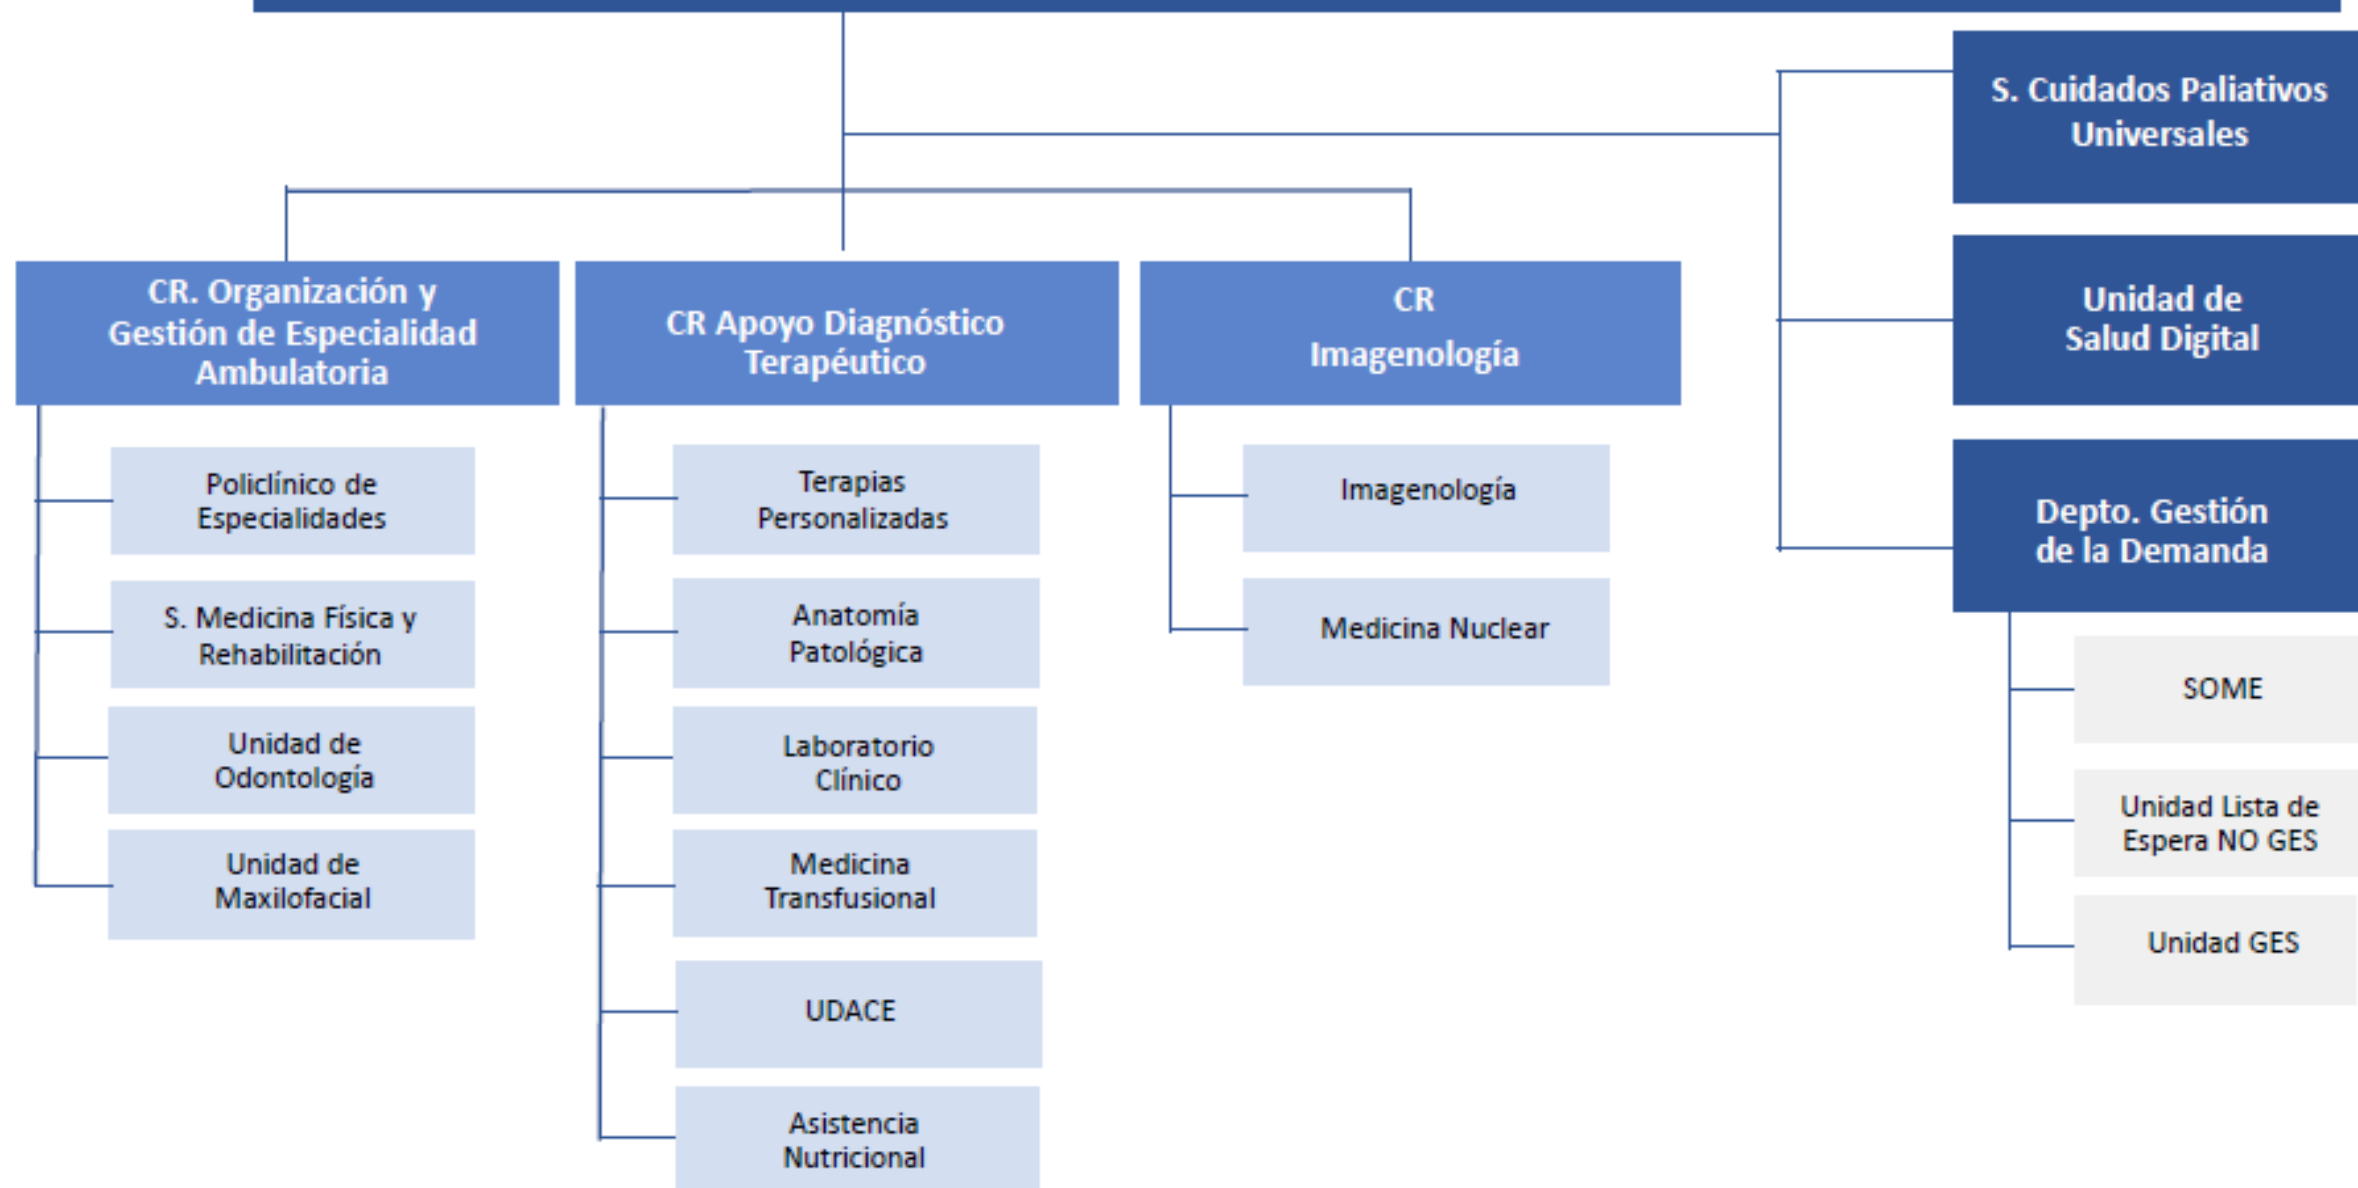 S. Cuidados Paliativos
Universales
Unidad de
Salud Digital
Depto. Gestión
de la Demanda
SOME
Unidad Lista de
Espera NO GES
Unidad GES
CR. Organización y
Gestión de Especialidad
Ambulatoria
Policlínico de
Especialidades
S. Medicina Física y
Rehabilitación
Unidad de
Odontología
Unidad de
Maxilofacial
CR Apoyo Diagnóstico
Terapéutico
Terapias
Personalizadas
Anatomía
Patológica
Laboratorio
Clínico
Medicina
Transfusional
UDACE
Asistencia
Nutricional
CR
Imagenología
Imagenología
Medicina Nuclear